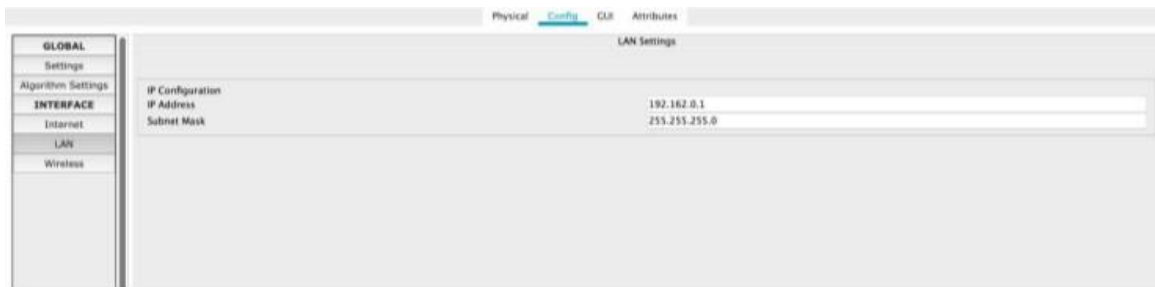 Physical Config GUI Attributes
GLOBAL
Settings
Algorithm Settings
INTERFACE
Internet
LAN
Wireless
LAN Settings
IP Configuration
IP Address 192.162.0.1
Subnet Mask 255.255.255.0